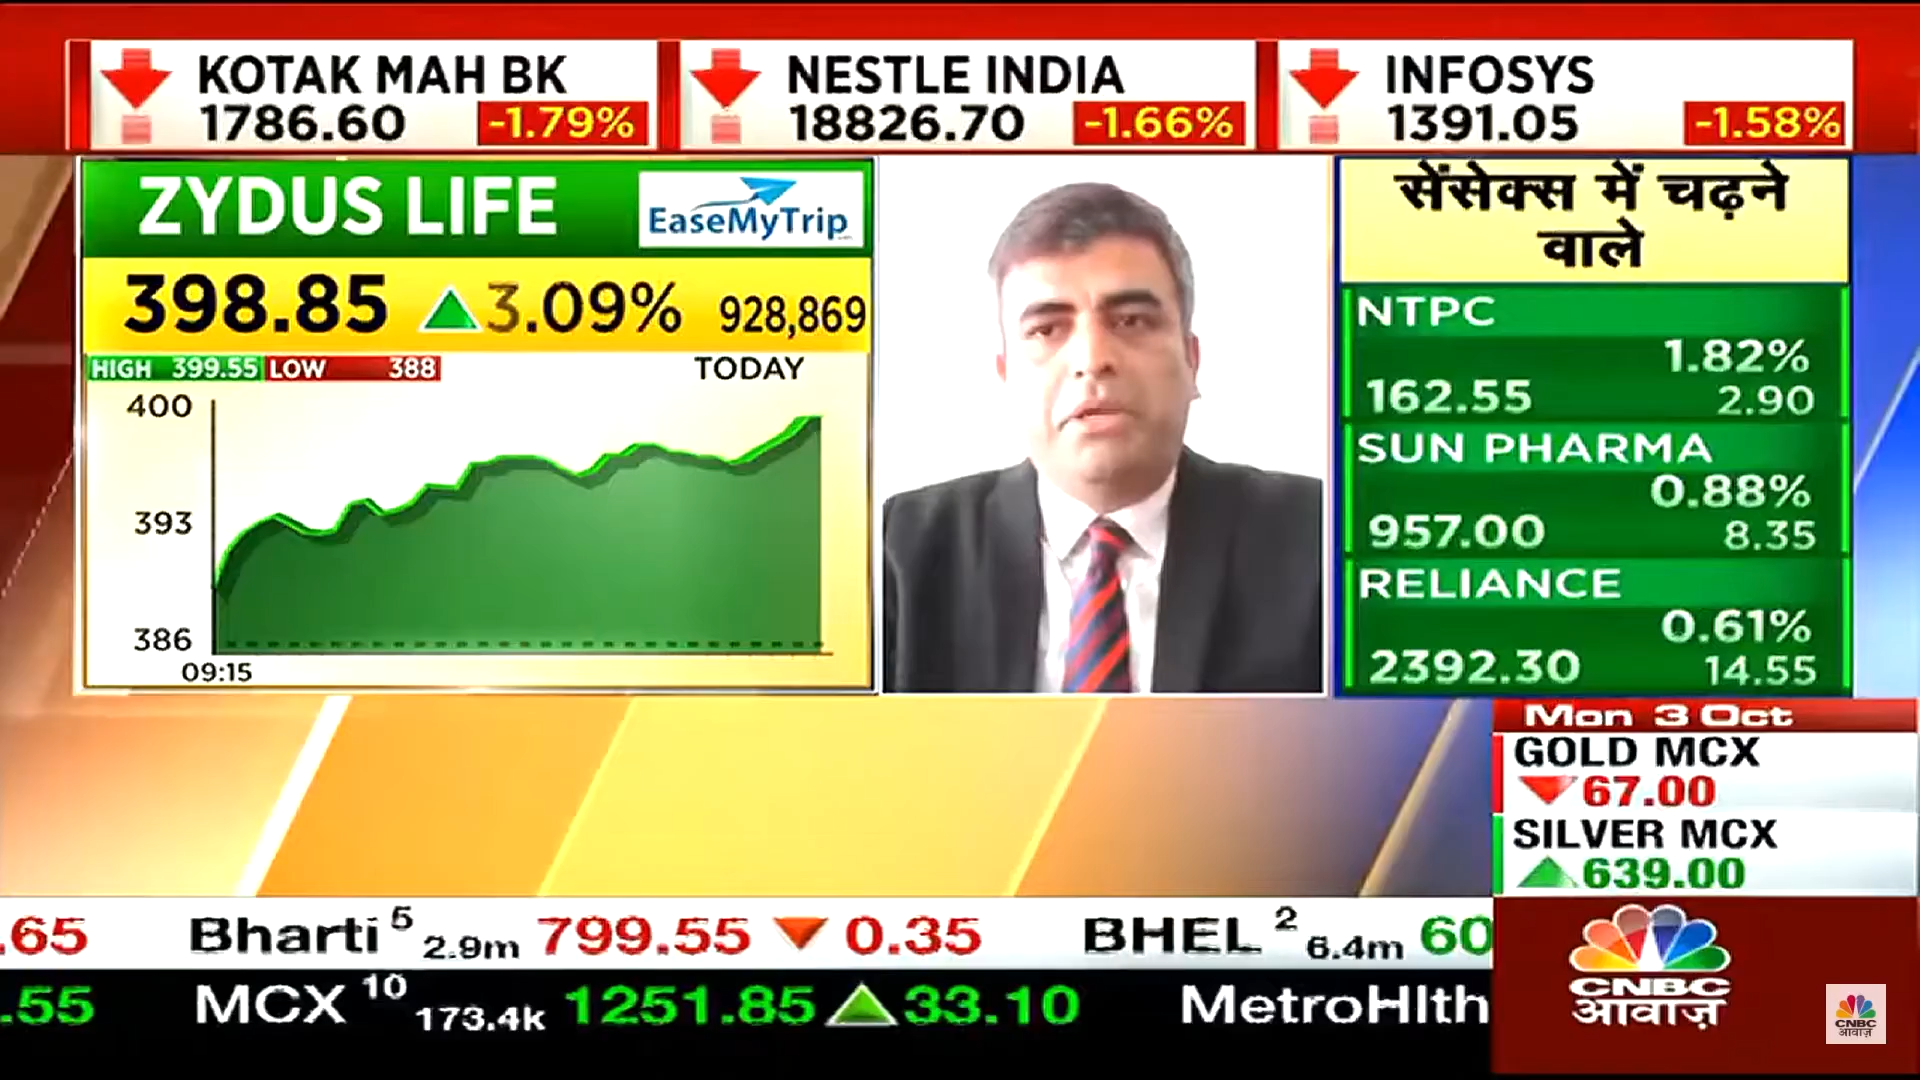 KOTAK MAH BK
1786.60 -1.79%
NESTLE INDIA
18826.70 -1.66%
INFOSYS
1391.05 -1.58%
ZYDUS LIFE
EaseMyTrip
398.85 3.09% 928,869
HIGH 399.55 LOW 388 TODAY
400
393
386
09:15
सेंसेक्स में चढ़ने
वाले
NTPC
1.82%
162.55 2.90
SUN PHARMA
0.88%
957.00 8.35
RELIANCE
0.61%
2392.30 14.55
Mon 3 Oct
GOLD MCX
67.00
SILVER MCX
639.00
.65 Bharti 5 2.9m 799.55 0.35 BHEL 2 6.4m 60
.55 MCX 10 173.4k 1251.85 33.10 MetroHlth
CNBC
आवाज़
CNBC
आवाज़